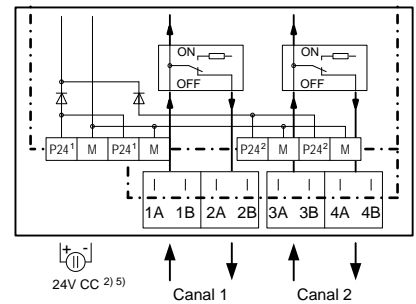 ON ON
OFF OFF
P24¹ M P24¹ M P24² M P24² M
1A 1B 2A 2B 3A 3B 4A 4B
+ -
24V CC ²⁾ ⁵⁾
Canal 1 Canal 2